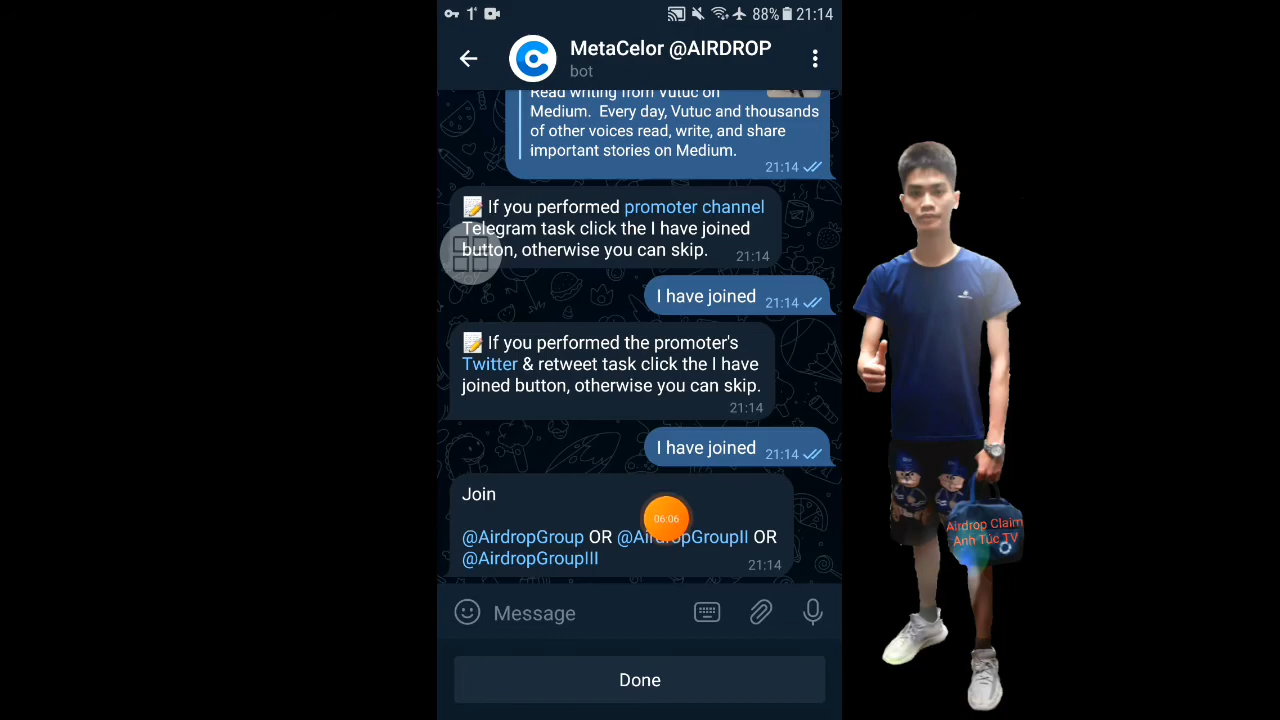 1
88%
21:14
MetaCelor @AIRDROP
bot
Read writing from Vutuc on
Medium. Every day, Vutuc and thousands
of other voices read, write, and share
important stories on Medium.
21:14
📝 If you performed promoter channel
Telegram task click the I have joined
button, otherwise you can skip.
21:14
I have joined
21:14
📝 If you performed the promoter's
Twitter & retweet task click the I have
joined button, otherwise you can skip.
21:14
I have joined
21:14
Join
@AirdropGroup OR @AirdropGroupII OR
@AirdropGroupIII
21:14
06:06
Message
Done
Airdrop Claim
Anh Túc TV